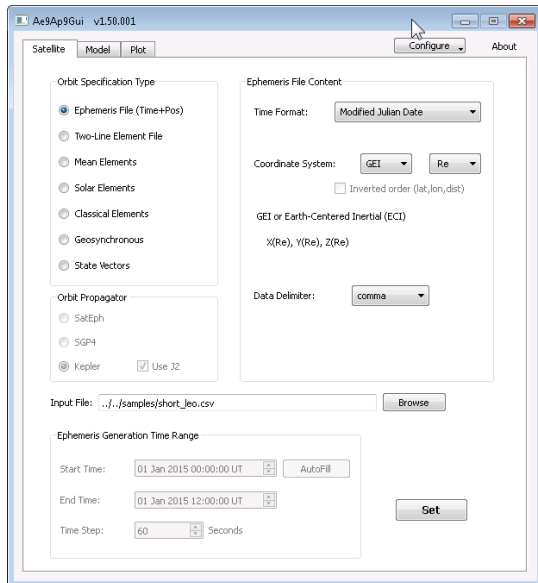 Ae9Ap9Gui v1.50.001
Satellite Model Plot Configure About
Orbit Specification Type
Ephemeris File (Time+Pos)
Two-Line Element File
Mean Elements
Solar Elements
Classical Elements
Geosynchronous
State Vectors
Ephemeris File Content
Time Format: Modified Julian Date
Coordinate System: GEI Re
Inverted order (lat,lon,dist)
GEI or Earth-Centered Inertial (ECI)
X(Re), Y(Re), Z(Re)
Data Delimiter: comma
Orbit Propagator
SatEph
SGP4
Kepler Use J2
Input File: ../../samples/short_leo.csv Browse
Ephemeris Generation Time Range
Start Time: 01 Jan 2015 00:00:00 UT AutoFill
End Time: 01 Jan 2015 12:00:00 UT
Time Step: 60 Seconds
Set